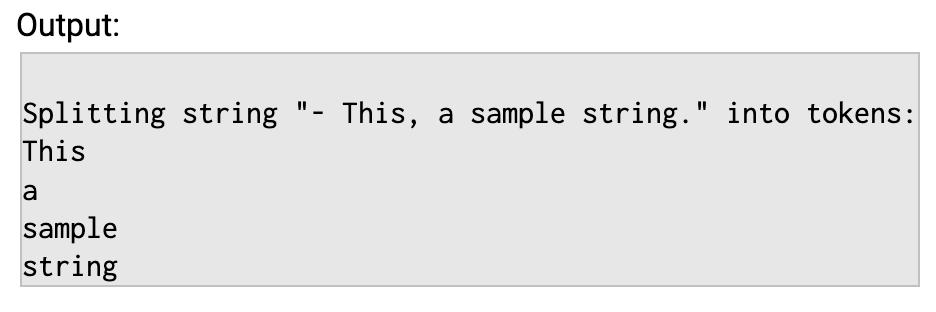 Output:
Splitting string "- This, a sample string." into tokens:
This
a
sample
string